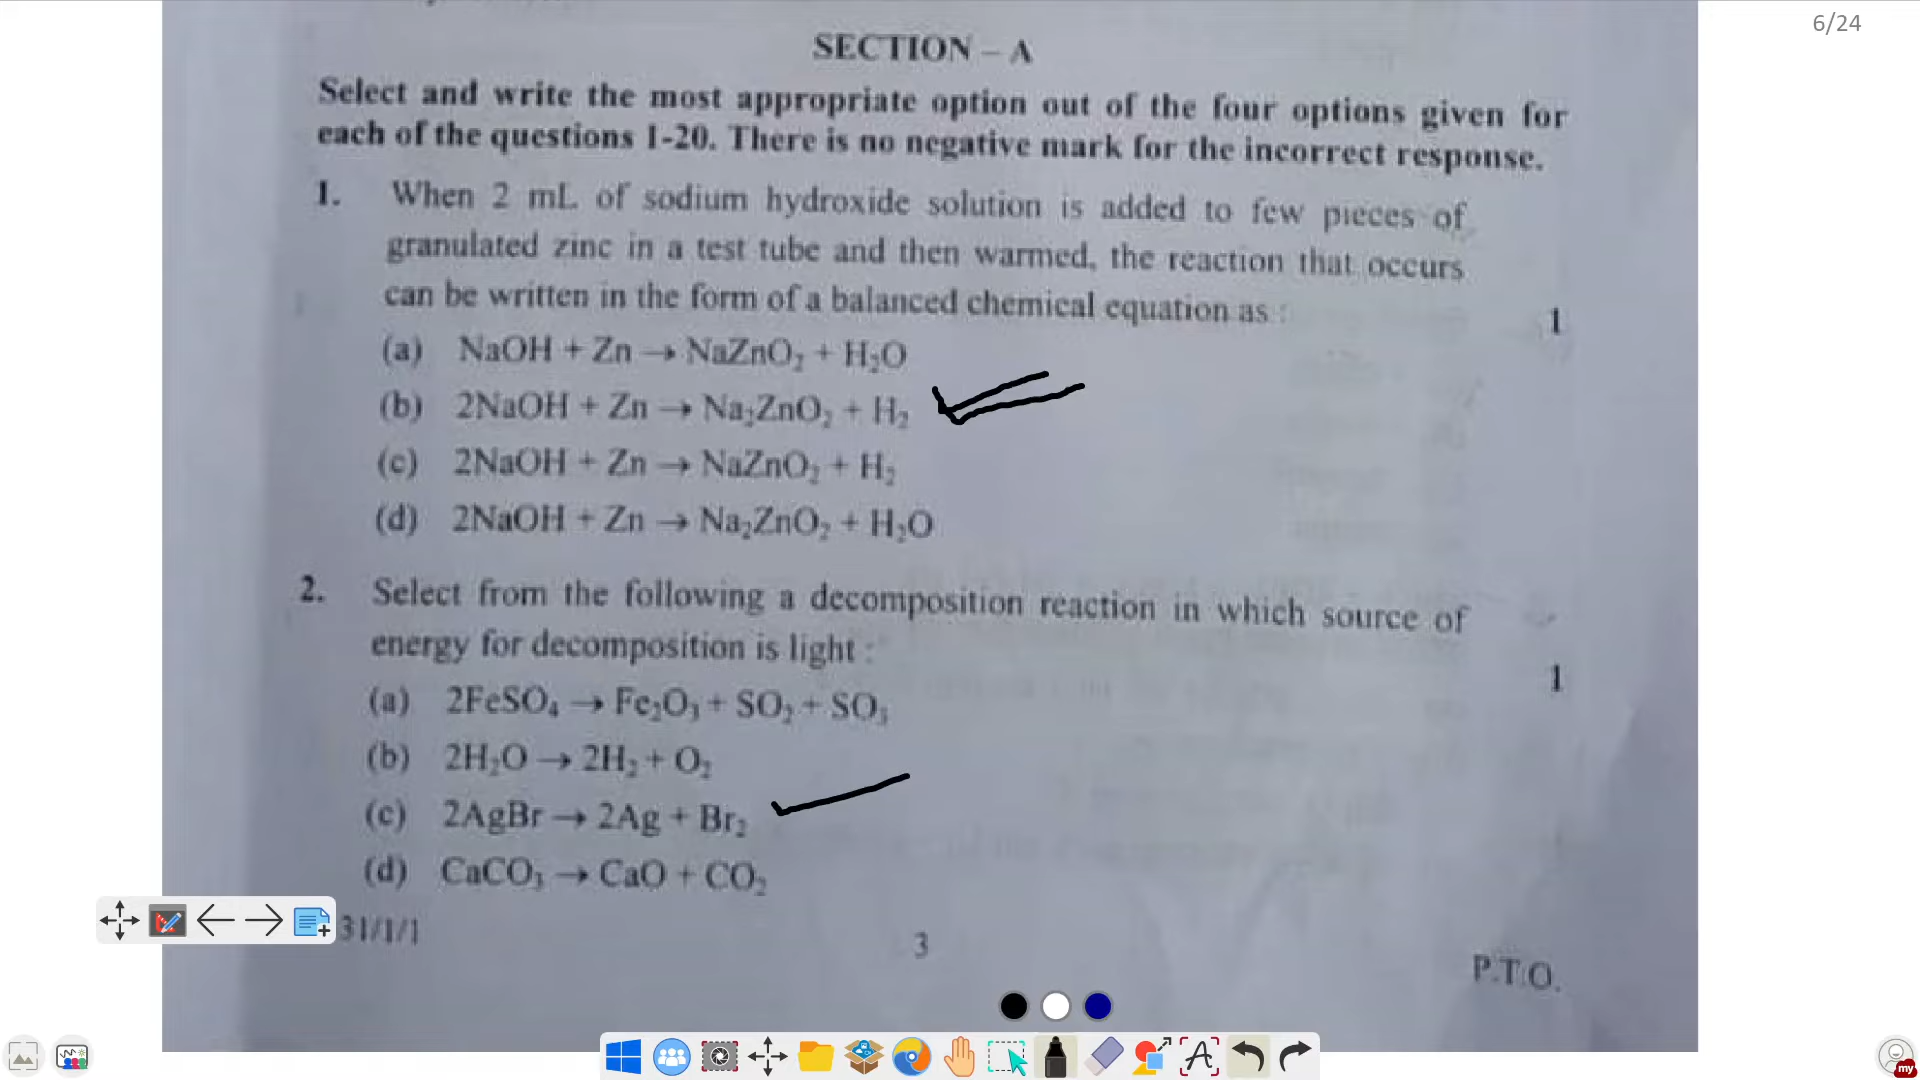 6/24
SECTION – A
Select and write the most appropriate option out of the four options given for
each of the questions 1-20. There is no negative mark for the incorrect response.
1. When 2 mL of sodium hydroxide solution is added to few pieces of
granulated zinc in a test tube and then warmed, the reaction that occurs
can be written in the form of a balanced chemical equation as : 1
(a) NaOH + Zn → NaZnO₂ + H₂O
(b) 2NaOH + Zn → Na₂ZnO₂ + H₂
(c) 2NaOH + Zn → NaZnO₂ + H₂
(d) 2NaOH + Zn → Na₂ZnO₂ + H₂O
2. Select from the following a decomposition reaction in which source of
energy for decomposition is light : 1
(a) 2FeSO₄ → Fe₂O₃ + SO₂ + SO₃
(b) 2H₂O → 2H₂ + O₂
(c) 2AgBr → 2Ag + Br₂
(d) CaCO₃ → CaO + CO₂
31/1/1
3
P.T.O.
my